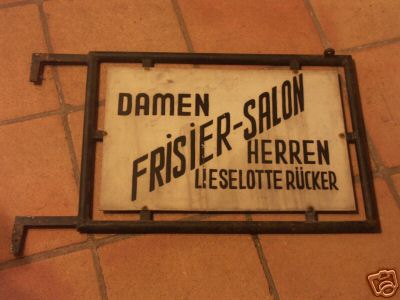 DAMEN
FRISIER-SALON
HERREN
LIESELOTTE RÜCKER